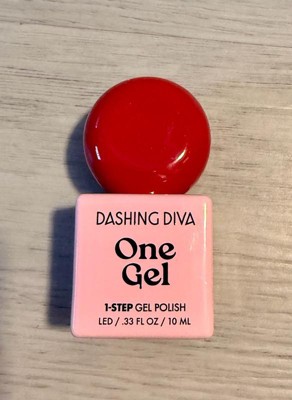 DASHING DIVA
One
Gel
1-STEP GEL POLISH
LED / .33 FL OZ / 10 ML